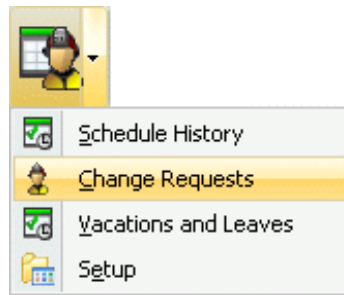 Schedule History
Change Requests
Vacations and Leaves
Setup